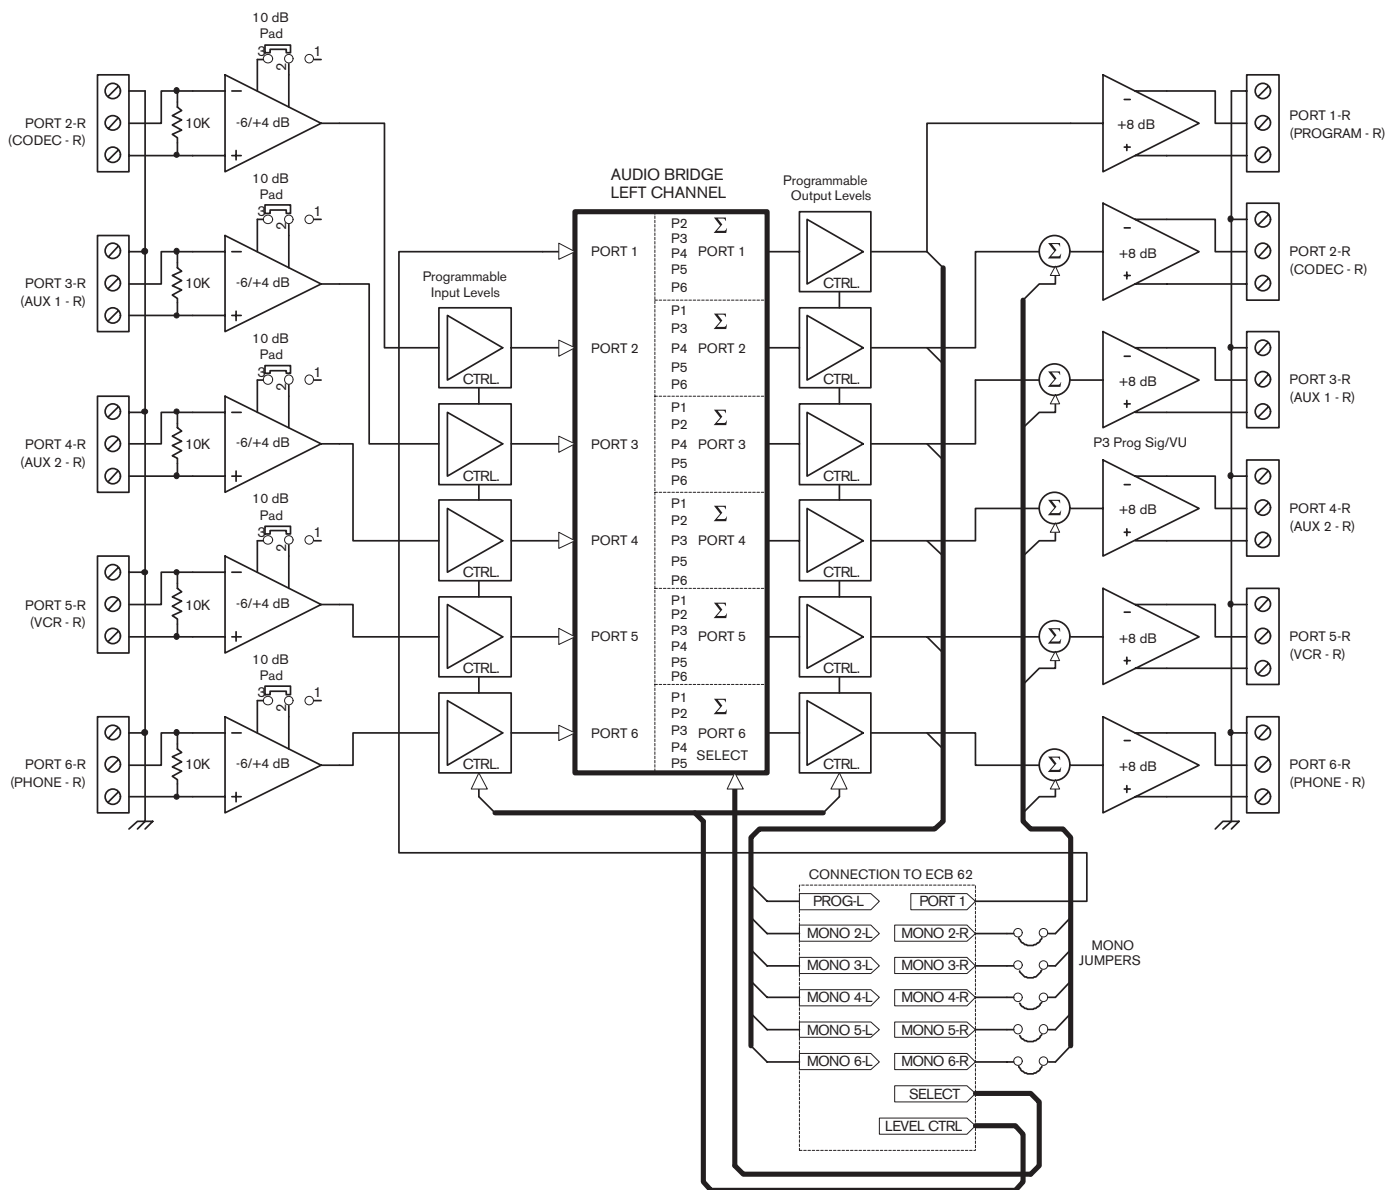 10 dB
Pad
3
2
1
PORT 2-R
(CODEC - R)
10K
−
-6/+4 dB
+
10 dB
Pad
3
2
1
PORT 3-R
(AUX 1 - R)
10K
−
-6/+4 dB
+
10 dB
Pad
3
2
1
PORT 4-R
(AUX 2 - R)
10K
−
-6/+4 dB
+
10 dB
Pad
3
2
1
PORT 5-R
(VCR - R)
10K
−
-6/+4 dB
+
10 dB
Pad
3
2
1
PORT 6-R
(PHONE - R)
10K
−
-6/+4 dB
+
Programmable
Input Levels
CTRL.
CTRL.
CTRL.
CTRL.
CTRL.
AUDIO BRIDGE
LEFT CHANNEL
PORT 1
PORT 2
PORT 3
PORT 4
PORT 5
PORT 6
P2
P3
P4
P5
P6
Σ
PORT 1
P1
P3
P4
P5
P6
Σ
PORT 2
P1
P2
P4
P5
P6
Σ
PORT 3
P1
P2
P3
P5
P6
Σ
PORT 4
P1
P2
P3
P4
P5
P6
Σ
PORT 5
P1
P2
P3
P4
P5
Σ
PORT 6
SELECT
Programmable
Output Levels
CTRL.
CTRL.
CTRL.
CTRL.
CTRL.
CTRL.
Σ
Σ
Σ
Σ
Σ
−
+8 dB
+
PORT 1-R
(PROGRAM - R)
−
+8 dB
+
PORT 2-R
(CODEC - R)
−
+8 dB
+
PORT 3-R
(AUX 1 - R)
P3 Prog Sig/VU
−
+8 dB
+
PORT 4-R
(AUX 2 - R)
−
+8 dB
+
PORT 5-R
(VCR - R)
−
+8 dB
+
PORT 6-R
(PHONE - R)
CONNECTION TO ECB 62
PROG-L PORT 1
MONO 2-L MONO 2-R
MONO 3-L MONO 3-R
MONO 4-L MONO 4-R
MONO 5-L MONO 5-R
MONO 6-L MONO 6-R
SELECT
LEVEL CTRL
MONO
JUMPERS